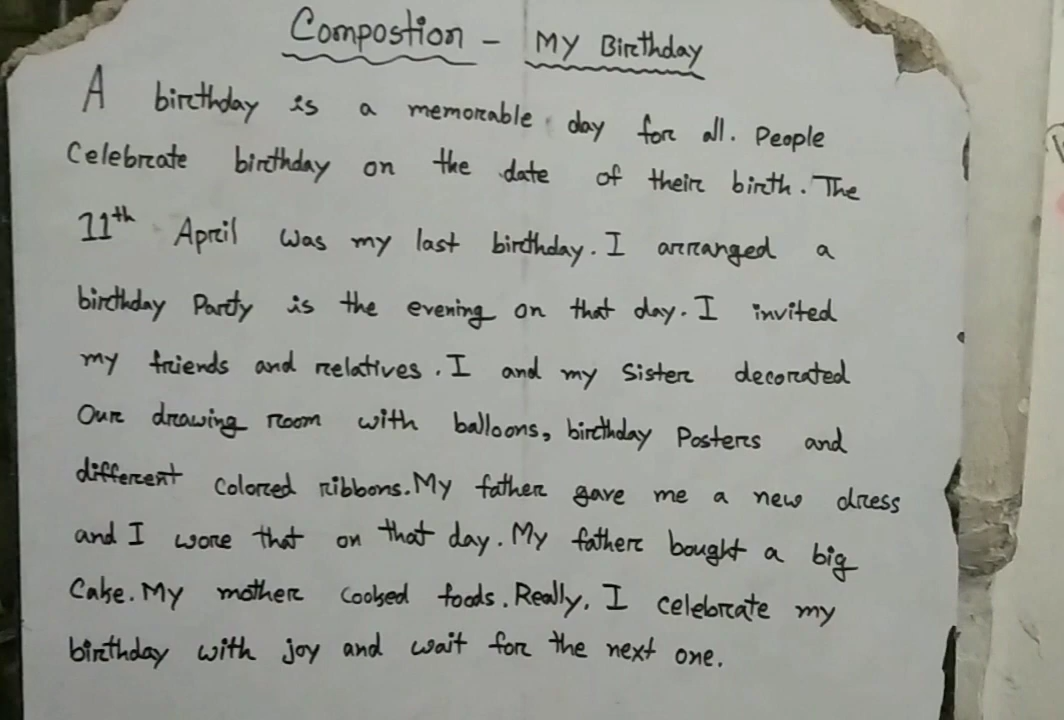 Compostion - MY Birthday
A birthday is a memorable day for all. People
Celebrate birthday on the date of their birth. The
11th April was my last birthday. I arranged a
birthday Party is the evening on that day. I invited
my friends and relatives. I and my Sister decorated
Our drawing room with balloons, birthday Posters and
different Colored ribbons. My father gave me a new dress
and I wore that on that day. My father bought a big
Cake. My mother cooked foods. Really, I celebrate my
birthday with joy and wait for the next one.